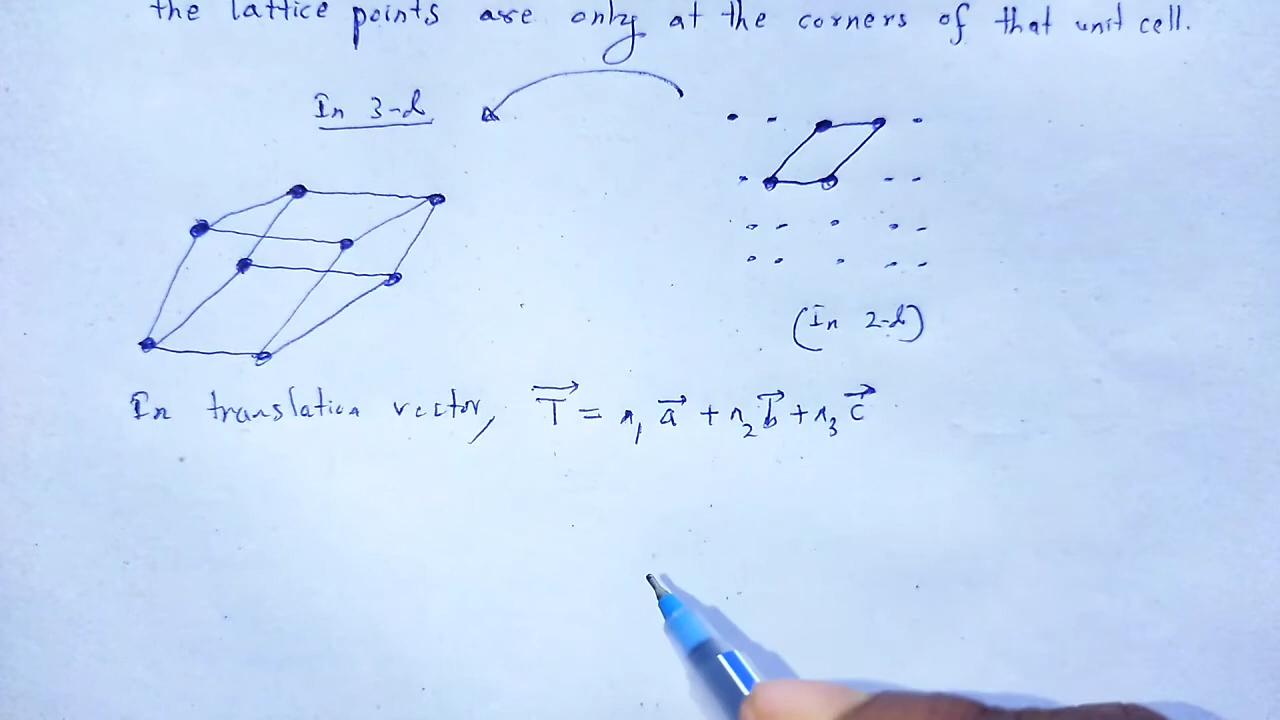 the lattice points are only at the corners of that unit cell.
In 3-d
(In 2-d)
In translation vector, T⃗ = n₁ a⃗ + n₂ b⃗ + n₃ c⃗